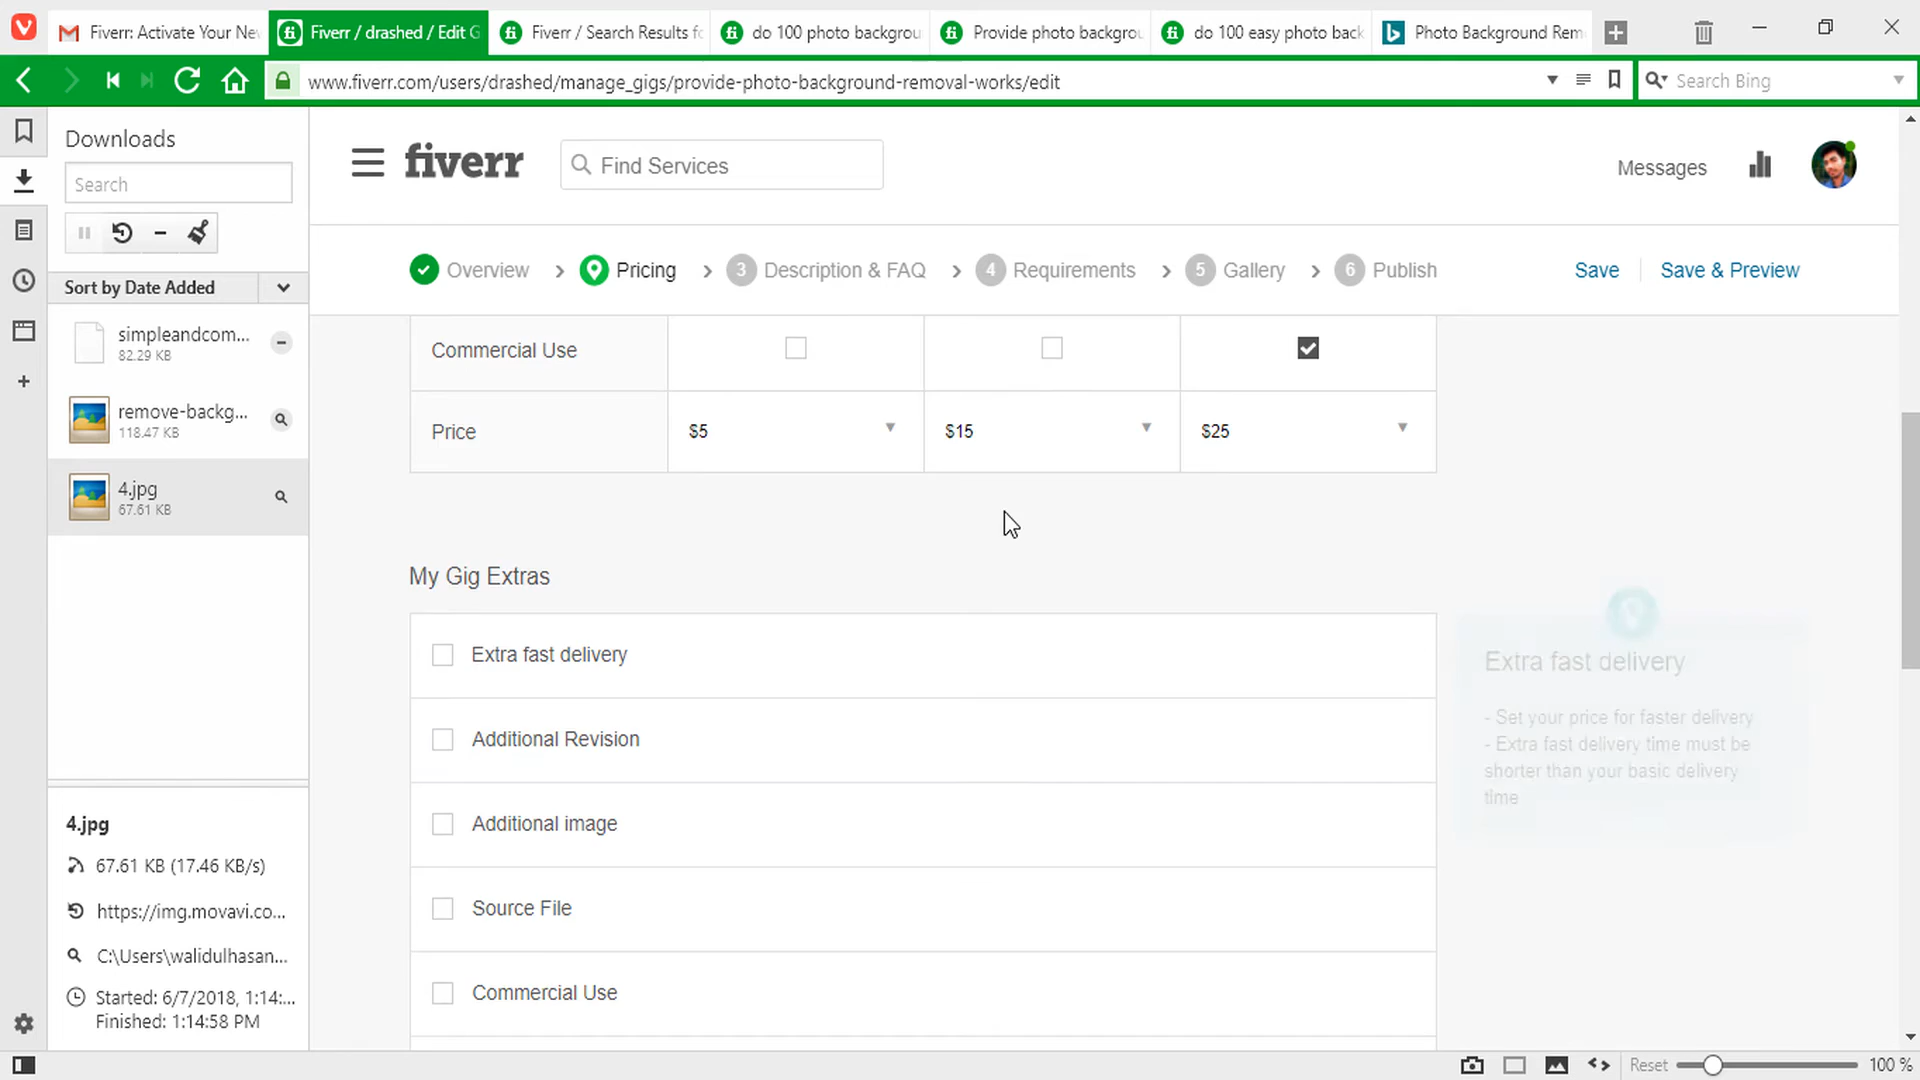 Fiverr: Activate Your Nev
Fiverr / drashed / Edit G
Fiverr / Search Results fo
do 100 photo backgrou
Provide photo backgrou
do 100 easy photo back
Photo Background Rem
www.fiverr.com/users/drashed/manage_gigs/provide-photo-background-removal-works/edit
Search Bing
Downloads
Search
Sort by Date Added
simpleandcom...
82.29 KB
remove-backg...
118.47 KB
4.jpg
67.61 KB
4.jpg
67.61 KB (17.46 KB/s)
https://img.movavi.co...
C:\Users\walidulhasan...
Started: 6/7/2018, 1:14:...
Finished: 1:14:58 PM
fiverr
Find Services
Messages
Overview
Pricing
3 Description & FAQ
4 Requirements
5 Gallery
6 Publish
Save
Save & Preview
Commercial Use
Price
$5
$15
$25
My Gig Extras
Extra fast delivery
Additional Revision
Additional image
Source File
Commercial Use
Extra fast delivery
- Set your price for faster delivery
- Extra fast delivery time must be
shorter than your basic delivery
time
Reset
100 %